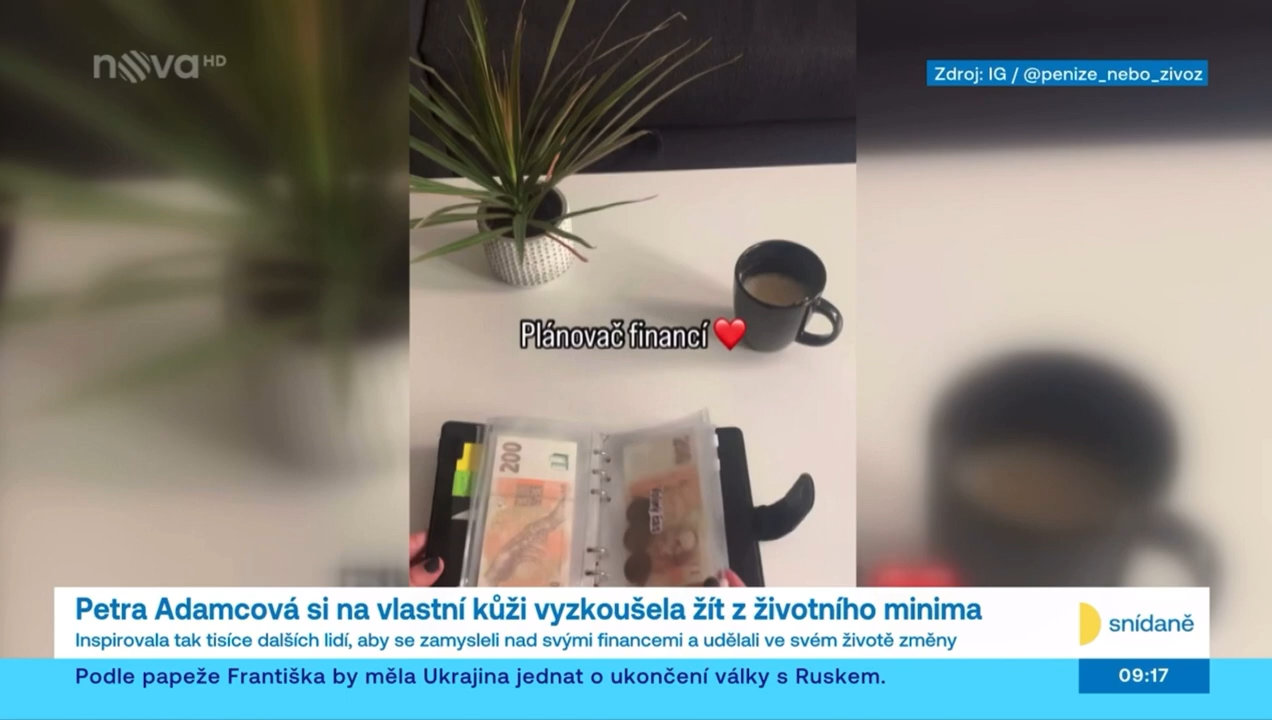 nova HD
Zdroj: IG / @penize_nebo_zivoz
Plánovač financí
200
Petra Adamcová si na vlastní kůži vyzkoušela žít z životního minima
Inspirovala tak tisíce dalších lidí, aby se zamysleli nad svými financemi a udělali ve svém životě změny
snídaně
Podle papeže Františka by měla Ukrajina jednat o ukončení války s Ruskem.
09:17